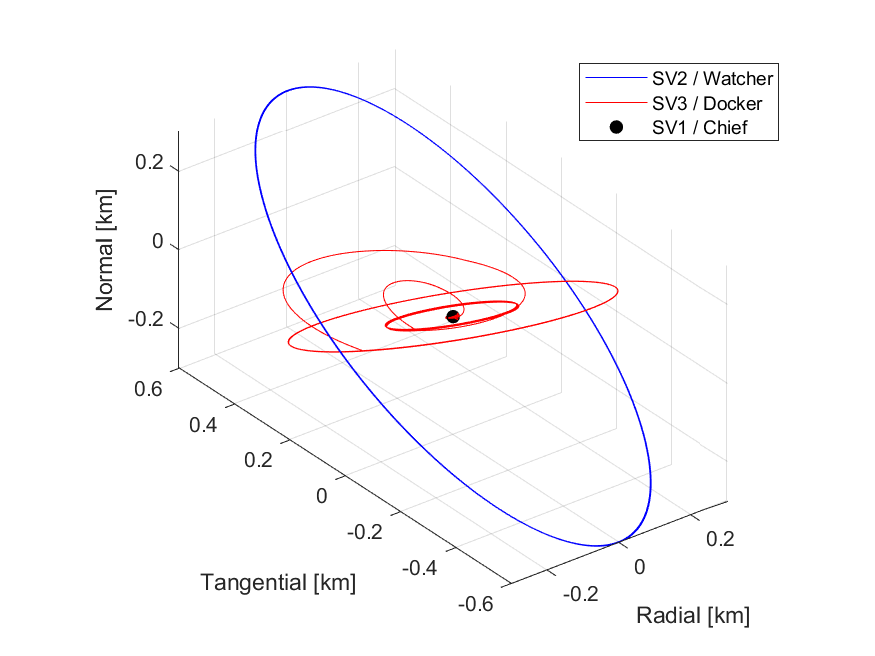 SV2 / Watcher
SV3 / Docker
SV1 / Chief
Normal [km]
0.2
0
-0.2
0.6
0.4
0.2
0
-0.2
-0.4
-0.6
Tangential [km]
-0.2
0
0.2
Radial [km]